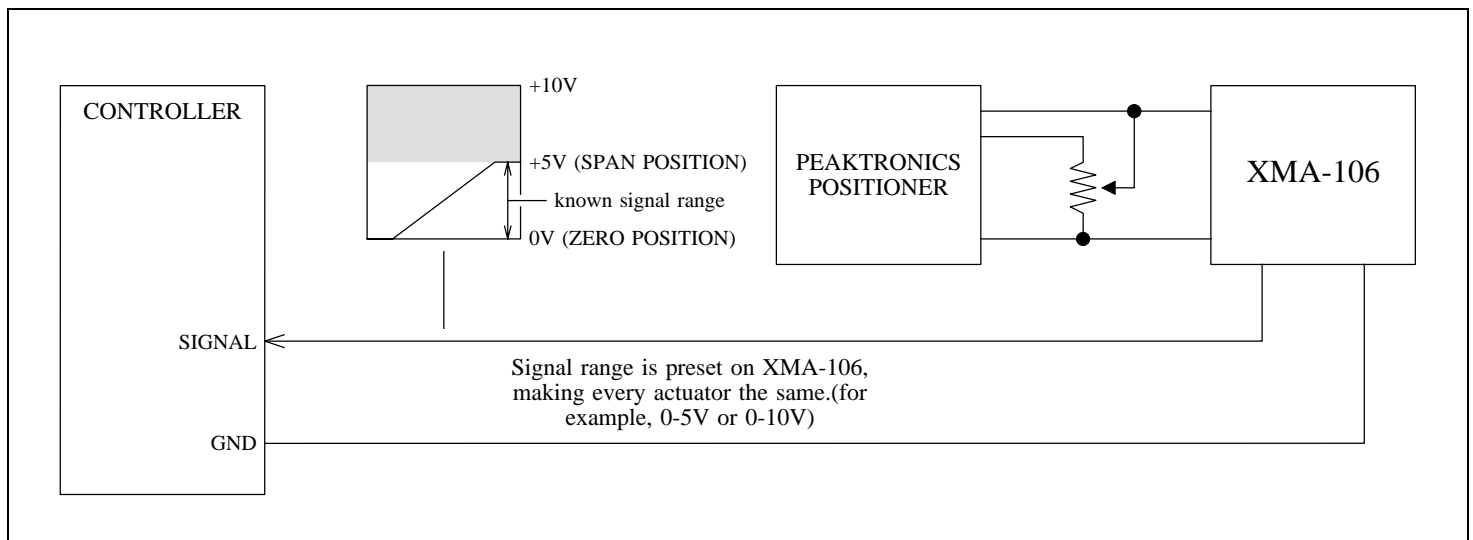 CONTROLLER
+10V
+5V (SPAN POSITION)
known signal range
0V (ZERO POSITION)
PEAKTRONICS
POSITIONER
XMA-106
SIGNAL
Signal range is preset on XMA-106,
making every actuator the same.(for
example, 0-5V or 0-10V)
GND